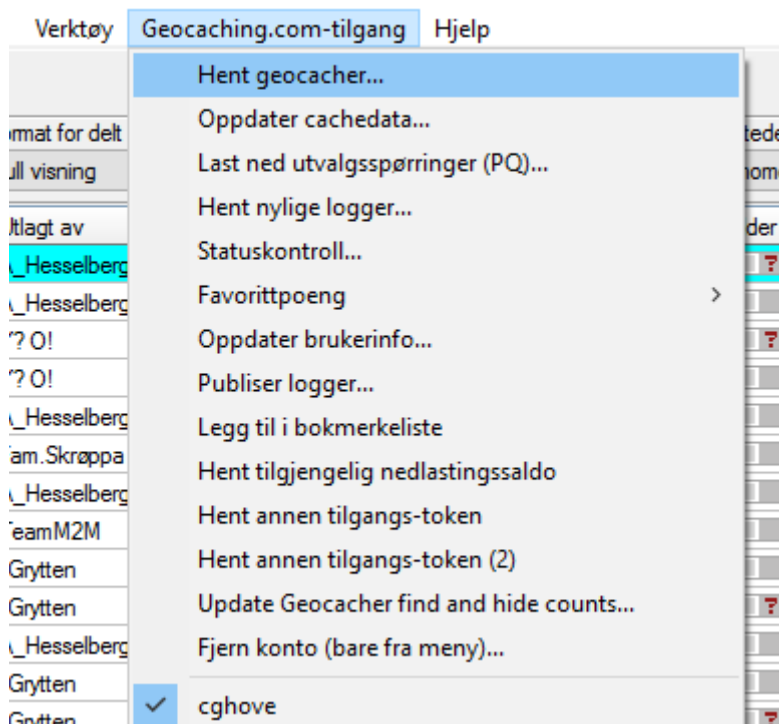 Verktøy Geocaching.com-tilgang Hjelp
Hent geocacher...
Oppdater cachedata...
for delt
Last ned utvalgsspørringer (PQ)...
visning
Hent nylige logger...
av
Statuskontroll...
_Hesselberg ?
Favorittpoeng
_Hesselberg
Oppdater brukerinfo...
? O! ?
Publiser logger...
? O!
Legg til i bokmerkeliste
_Hesselberg
.Skrøppa
Hent tilgjengelig nedlastingssaldo
_Hesselberg
Hent annen tilgangs-token
TeamM2M
Hent annen tilgangs-token (2)
Grytten
Update Geocacher find and hide counts...
Grytten ?
Fjern konto (bare fra meny)...
_Hesselberg
Grytten
cghove
Grytten ?